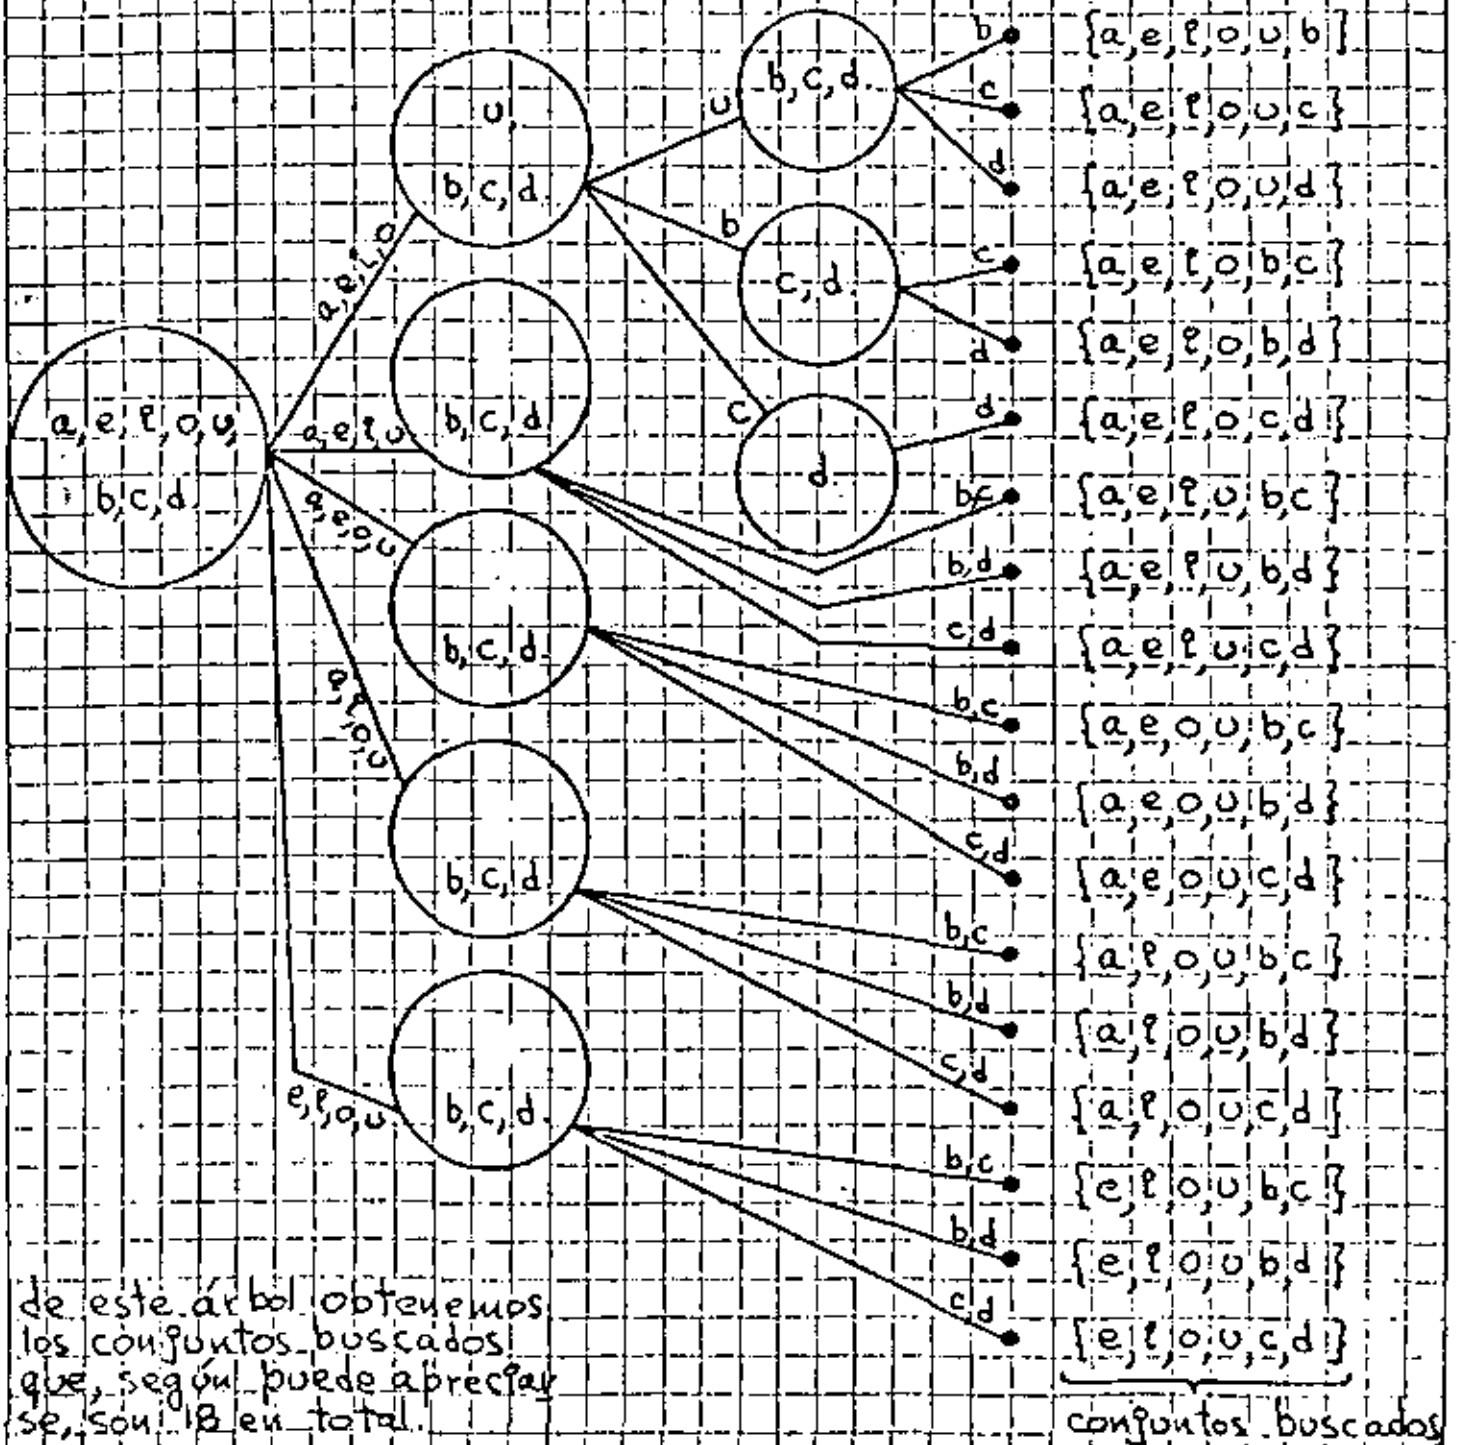 a, e, i, o, u,
b, c, d.
a, e, i, o
a, e, i, u
a, e, o, u
a, i, o, u
e, i, o, u
u,
b, c, d.
b, c, d
b, c, d.
b, c, d
b, c, d.
u
b
c
b, c, d.
c, d.
d
b
{a, e, i, o, u, b}
c
{a, e, i, o, u, c}
d
{a, e, i, o, u, d}
c
{a, e, i, o, b, c}
d
{a, e, i, o, b, d}
d
{a, e, i, o, c, d}
b,c
{a, e, i, u, b, c}
b,d
{a, e, i, u, b, d}
c,d
{a, e, i, u, c, d}
b,c
{a, e, o, u, b, c}
b,d
{a, e, o, u, b, d}
c,d
{a, e, o, u, c, d}
b,c
{a, i, o, u, b, c}
b,d
{a, i, o, u, b, d}
c,d
{a, i, o, u, c, d}
b,c
{e, i, o, u, b, c}
b,d
{e, i, o, u, b, d}
c,d
{e, i, o, u, c, d}
conjuntos buscados
de este árbol obtenemos
los conjuntos buscados
que, según puede apreciar
se, son 18 en total.